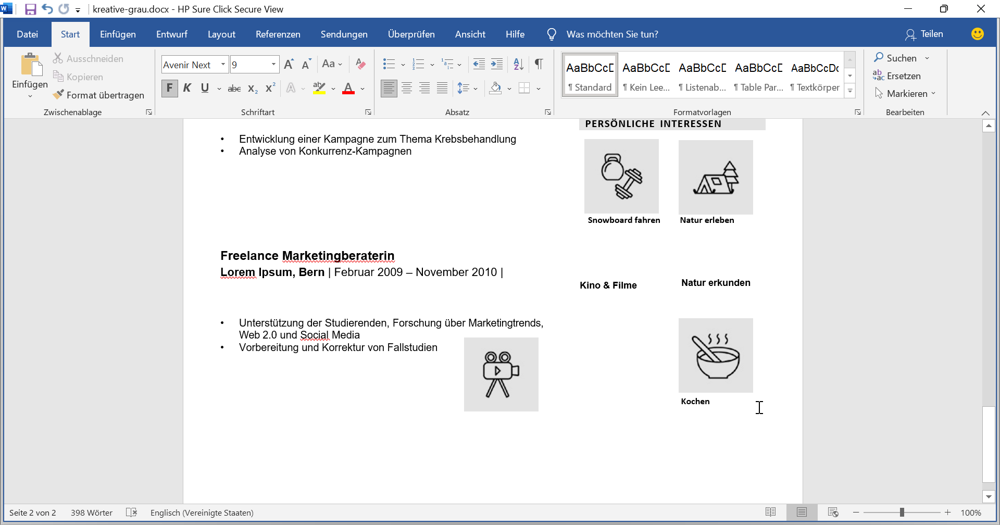 kreative-grau.docx - HP Sure Click Secure View
Datei Start Einfügen Entwurf Layout Referenzen Sendungen Überprüfen Ansicht Hilfe Was möchten Sie tun? Teilen
Einfügen
Ausschneiden
Kopieren
Format übertragen
Zwischenablage
Avenir Next 9
Schriftart
Absatz
AaBbCcD AaBbCcD AaBbCcD AaBbCcD AaBbCcDc
¶ Standard ¶ Kein Lee... ¶ Listenab... ¶ Table Par... ¶ Textkörper
Formatvorlagen
Suchen
Ersetzen
Markieren
Bearbeiten
• Entwicklung einer Kampagne zum Thema Krebsbehandlung
• Analyse von Konkurrenz-Kampagnen
Freelance Marketingberaterin
Lorem Ipsum, Bern | Februar 2009 – November 2010 |
• Unterstützung der Studierenden, Forschung über Marketingtrends,
Web 2.0 und Social Media
• Vorbereitung und Korrektur von Fallstudien
PERSÖNLICHE INTERESSEN
Snowboard fahren Natur erleben
Kino & Filme Natur erkunden
Kochen
Seite 2 von 2 398 Wörter Englisch (Vereinigte Staaten) 100%